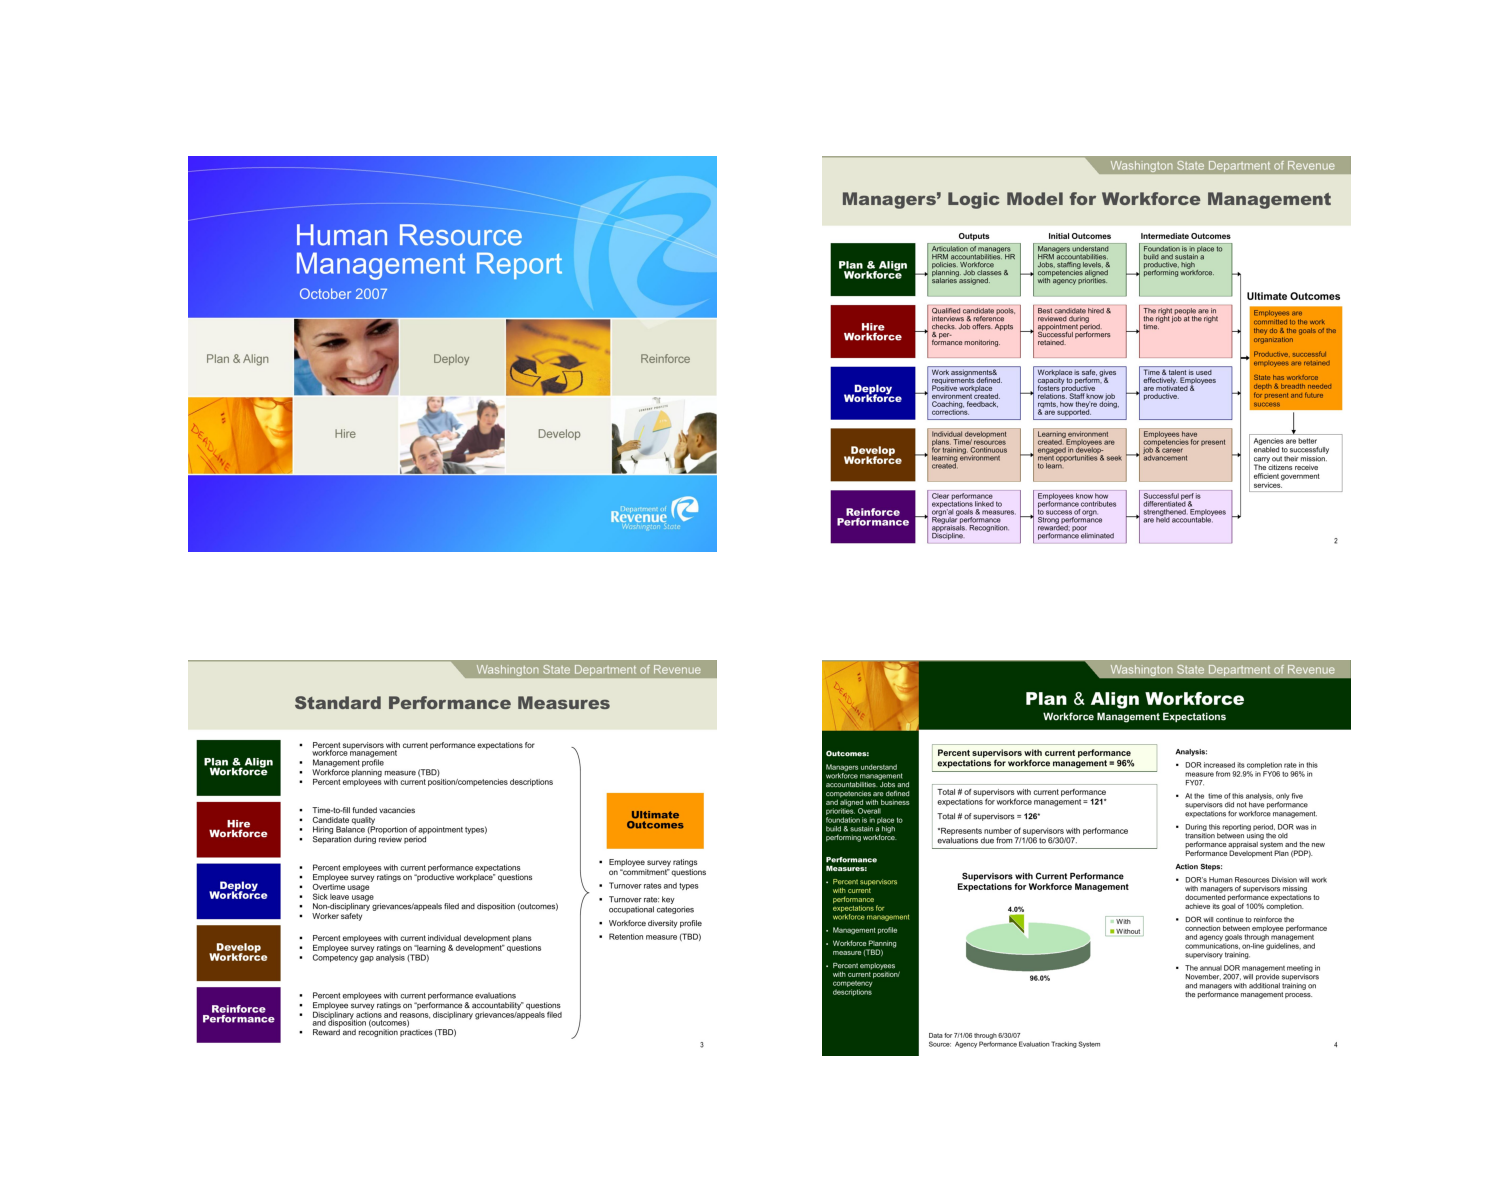 Human Resource
Management Report
October 2007
Plan & Align
Deploy
Reinforce
DEADLINE
Hire
Develop
Department of
Revenue
Washington State
Washington State Department of Revenue
Managers' Logic Model for Workforce Management
Outputs
Initial Outcomes
Intermediate Outcomes
Plan & Align
Workforce
Articulation of managers
HRM accountabilities. HR
policies. Workforce
planning. Job classes &
salaries assigned.
Managers understand
HRM accountabilities.
Jobs, staffing levels, &
competencies aligned
with agency priorities.
Foundation is in place to
build and sustain a
productive, high
performing workforce.
Hire
Workforce
Qualified candidate pools,
interviews & reference
checks. Job offers. Appts
& per-
formance monitoring.
Best candidate hired &
reviewed during
appointment period.
Successful performers
retained.
The right people are in
the right job at the right
time.
Deploy
Workforce
Work assignments&
requirements defined.
Positive workplace
environment created.
Coaching, feedback,
corrections.
Workplace is safe, gives
capacity to perform, &
fosters productive
relations. Staff know job
rqmts, how they're doing,
& are supported.
Time & talent is used
effectively. Employees
are motivated &
productive.
Develop
Workforce
Individual development
plans. Time/ resources
for training. Continuous
learning environment
created.
Learning environment
created. Employees are
engaged in develop-
ment opportunities & seek
to learn.
Employees have
competencies for present
job & career
advancement
Reinforce
Performance
Clear performance
expectations linked to
orgn'al goals & measures.
Regular performance
appraisals. Recognition.
Discipline.
Employees know how
performance contributes
to success of orgn.
Strong performance
rewarded; poor
performance eliminated
Successful perf is
differentiated &
strengthened. Employees
are held accountable.
Ultimate Outcomes
Employees are
committed to the work
they do & the goals of the
organization
Productive, successful
employees are retained
State has workforce
depth & breadth needed
for present and future
success
Agencies are better
enabled to successfully
carry out their mission.
The citizens receive
efficient government
services.
2
Washington State Department of Revenue
Standard Performance Measures
Plan & Align
Workforce
▪ Percent supervisors with current performance expectations for
workforce management
▪ Management profile
▪ Workforce planning measure (TBD)
▪ Percent employees with current position/competencies descriptions
Hire
Workforce
▪ Time-to-fill funded vacancies
▪ Candidate quality
▪ Hiring Balance (Proportion of appointment types)
▪ Separation during review period
Deploy
Workforce
▪ Percent employees with current performance expectations
▪ Employee survey ratings on "productive workplace" questions
▪ Overtime usage
▪ Sick leave usage
▪ Non-disciplinary grievances/appeals filed and disposition (outcomes)
▪ Worker safety
Develop
Workforce
▪ Percent employees with current individual development plans
▪ Employee survey ratings on "learning & development" questions
▪ Competency gap analysis (TBD)
Reinforce
Performance
▪ Percent employees with current performance evaluations
▪ Employee survey ratings on "performance & accountability" questions
▪ Disciplinary actions and reasons, disciplinary grievances/appeals filed
and disposition (outcomes)
▪ Reward and recognition practices (TBD)
Ultimate
Outcomes
▪ Employee survey ratings
on "commitment" questions
▪ Turnover rates and types
▪ Turnover rate: key
occupational categories
▪ Workforce diversity profile
▪ Retention measure (TBD)
3
DEADLINE
Washington State Department of Revenue
Plan & Align Workforce
Workforce Management Expectations
Outcomes:
Managers understand
workforce management
accountabilities. Jobs and
competencies are defined
and aligned with business
priorities. Overall
foundation is in place to
build & sustain a high
performing workforce.
Performance
Measures:
▪ Percent supervisors
with current
performance
expectations for
workforce management
▪ Management profile
▪ Workforce Planning
measure (TBD)
▪ Percent employees
with current position/
competency
descriptions
Percent supervisors with current performance
expectations for workforce management = 96%
Total # of supervisors with current performance
expectations for workforce management = 121*
Total # of supervisors = 126*
*Represents number of supervisors with performance
evaluations due from 7/1/06 to 6/30/07.
Supervisors with Current Performance
Expectations for Workforce Management
4.0%
With
Without
96.0%
Data for 7/1/06 through 6/30/07
Source: Agency Performance Evaluation Tracking System
Analysis:
▪ DOR increased its completion rate in this
measure from 92.9% in FY06 to 96% in
FY07.
▪ At the time of this analysis, only five
supervisors did not have performance
expectations for workforce management.
▪ During this reporting period, DOR was in
transition between using the old
performance appraisal system and the new
Performance Development Plan (PDP).
Action Steps:
▪ DOR's Human Resources Division will work
with managers of supervisors missing
documented performance expectations to
achieve its goal of 100% completion.
▪ DOR will continue to reinforce the
connection between employee performance
and agency goals through management
communications, on-line guidelines, and
supervisory training.
▪ The annual DOR management meeting in
November, 2007, will provide supervisors
and managers with additional training on
the performance management process.
4